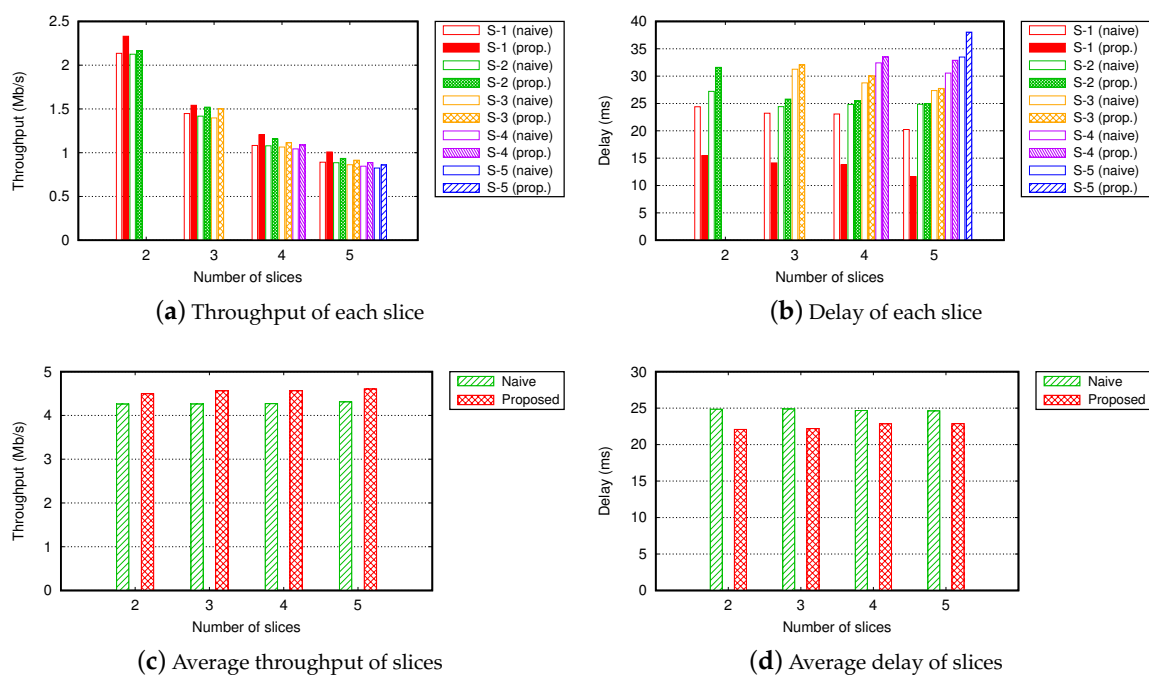 Throughput (Mb/s)
2.5
2
1.5
1
0.5
0
2
3
4
5
Number of slices
S-1 (naive)
S-1 (prop.)
S-2 (naive)
S-2 (prop.)
S-3 (naive)
S-3 (prop.)
S-4 (naive)
S-4 (prop.)
S-5 (naive)
S-5 (prop.)
(a) Throughput of each slice
Delay (ms)
40
35
30
25
20
15
10
5
0
2
3
4
5
Number of slices
S-1 (naive)
S-1 (prop.)
S-2 (naive)
S-2 (prop.)
S-3 (naive)
S-3 (prop.)
S-4 (naive)
S-4 (prop.)
S-5 (naive)
S-5 (prop.)
(b) Delay of each slice
Throughput (Mb/s)
5
4
3
2
1
0
2
3
4
5
Number of slices
Naive
Proposed
(c) Average throughput of slices
Delay (ms)
30
25
20
15
10
5
0
2
3
4
5
Number of slices
Naive
Proposed
(d) Average delay of slices